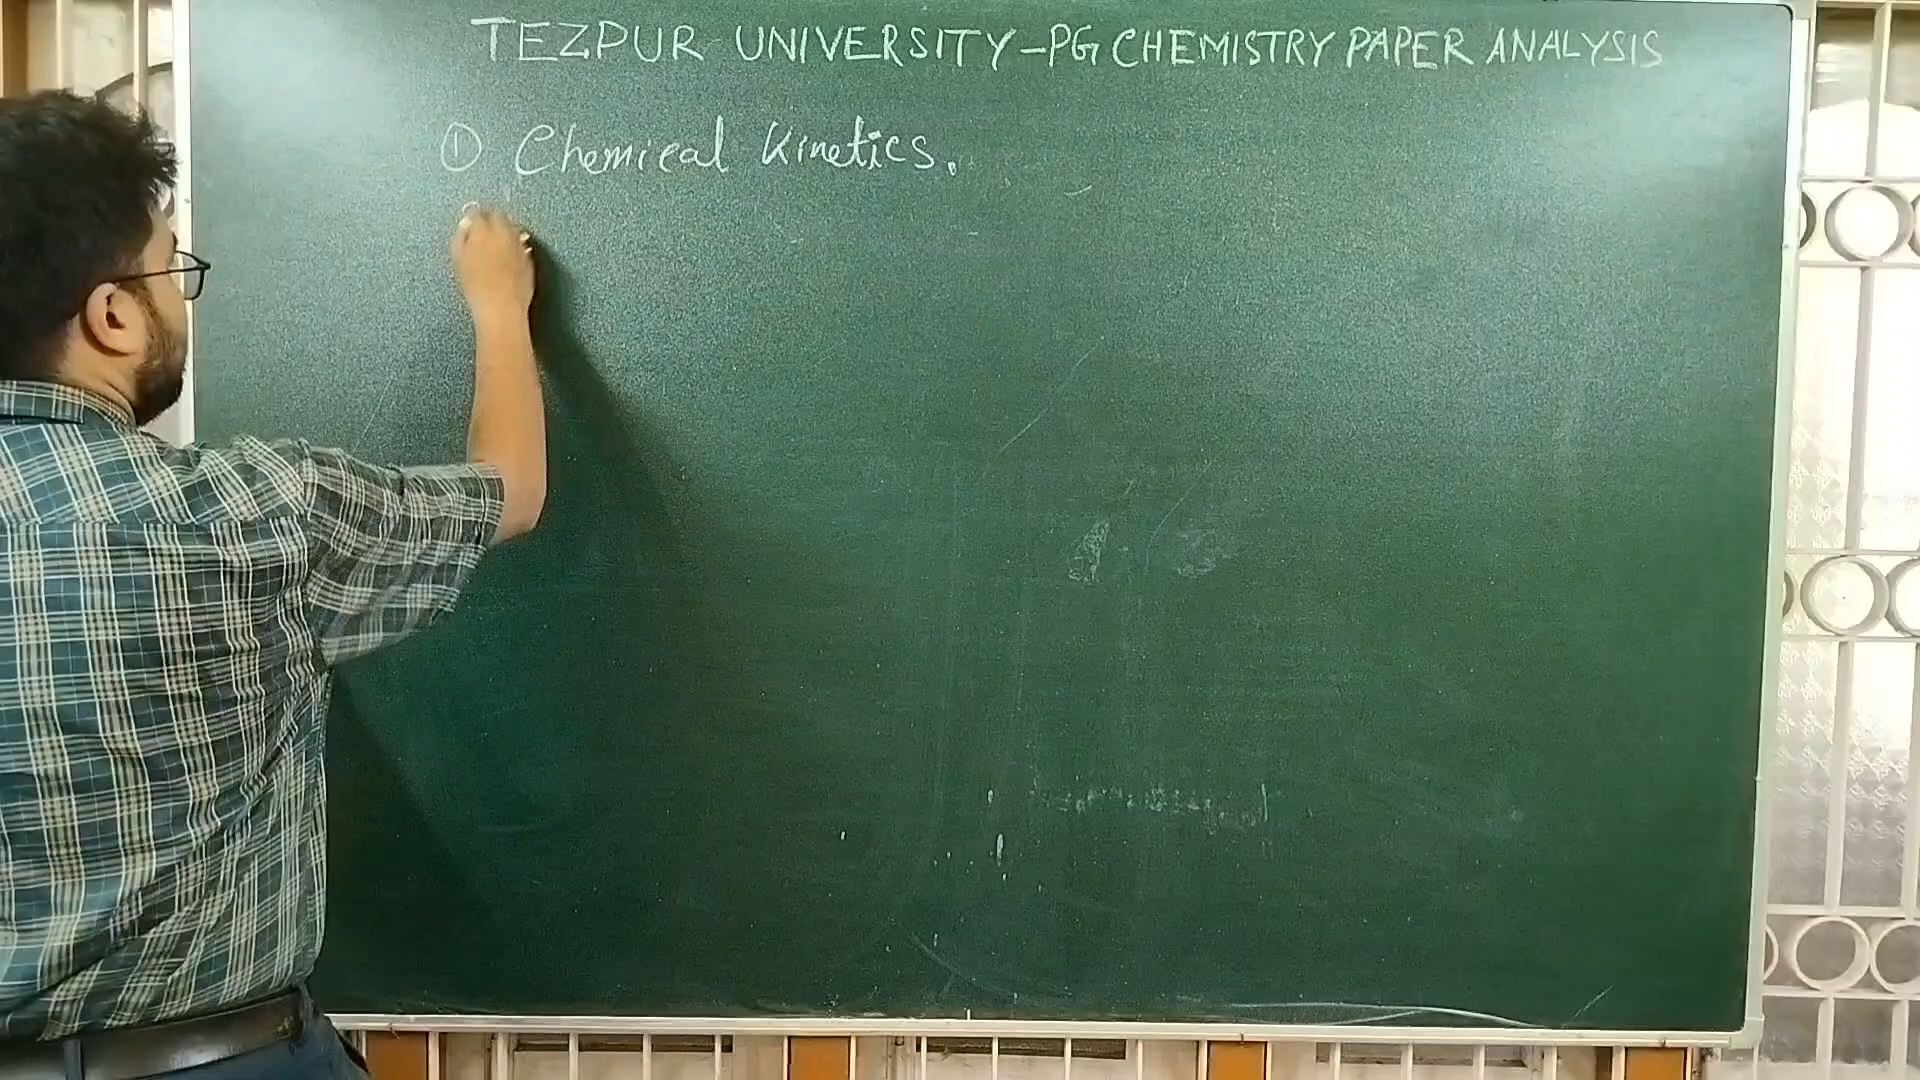 TEZPUR UNIVERSITY-PG CHEMISTRY PAPER ANALYSIS
① Chemical Kinetics.